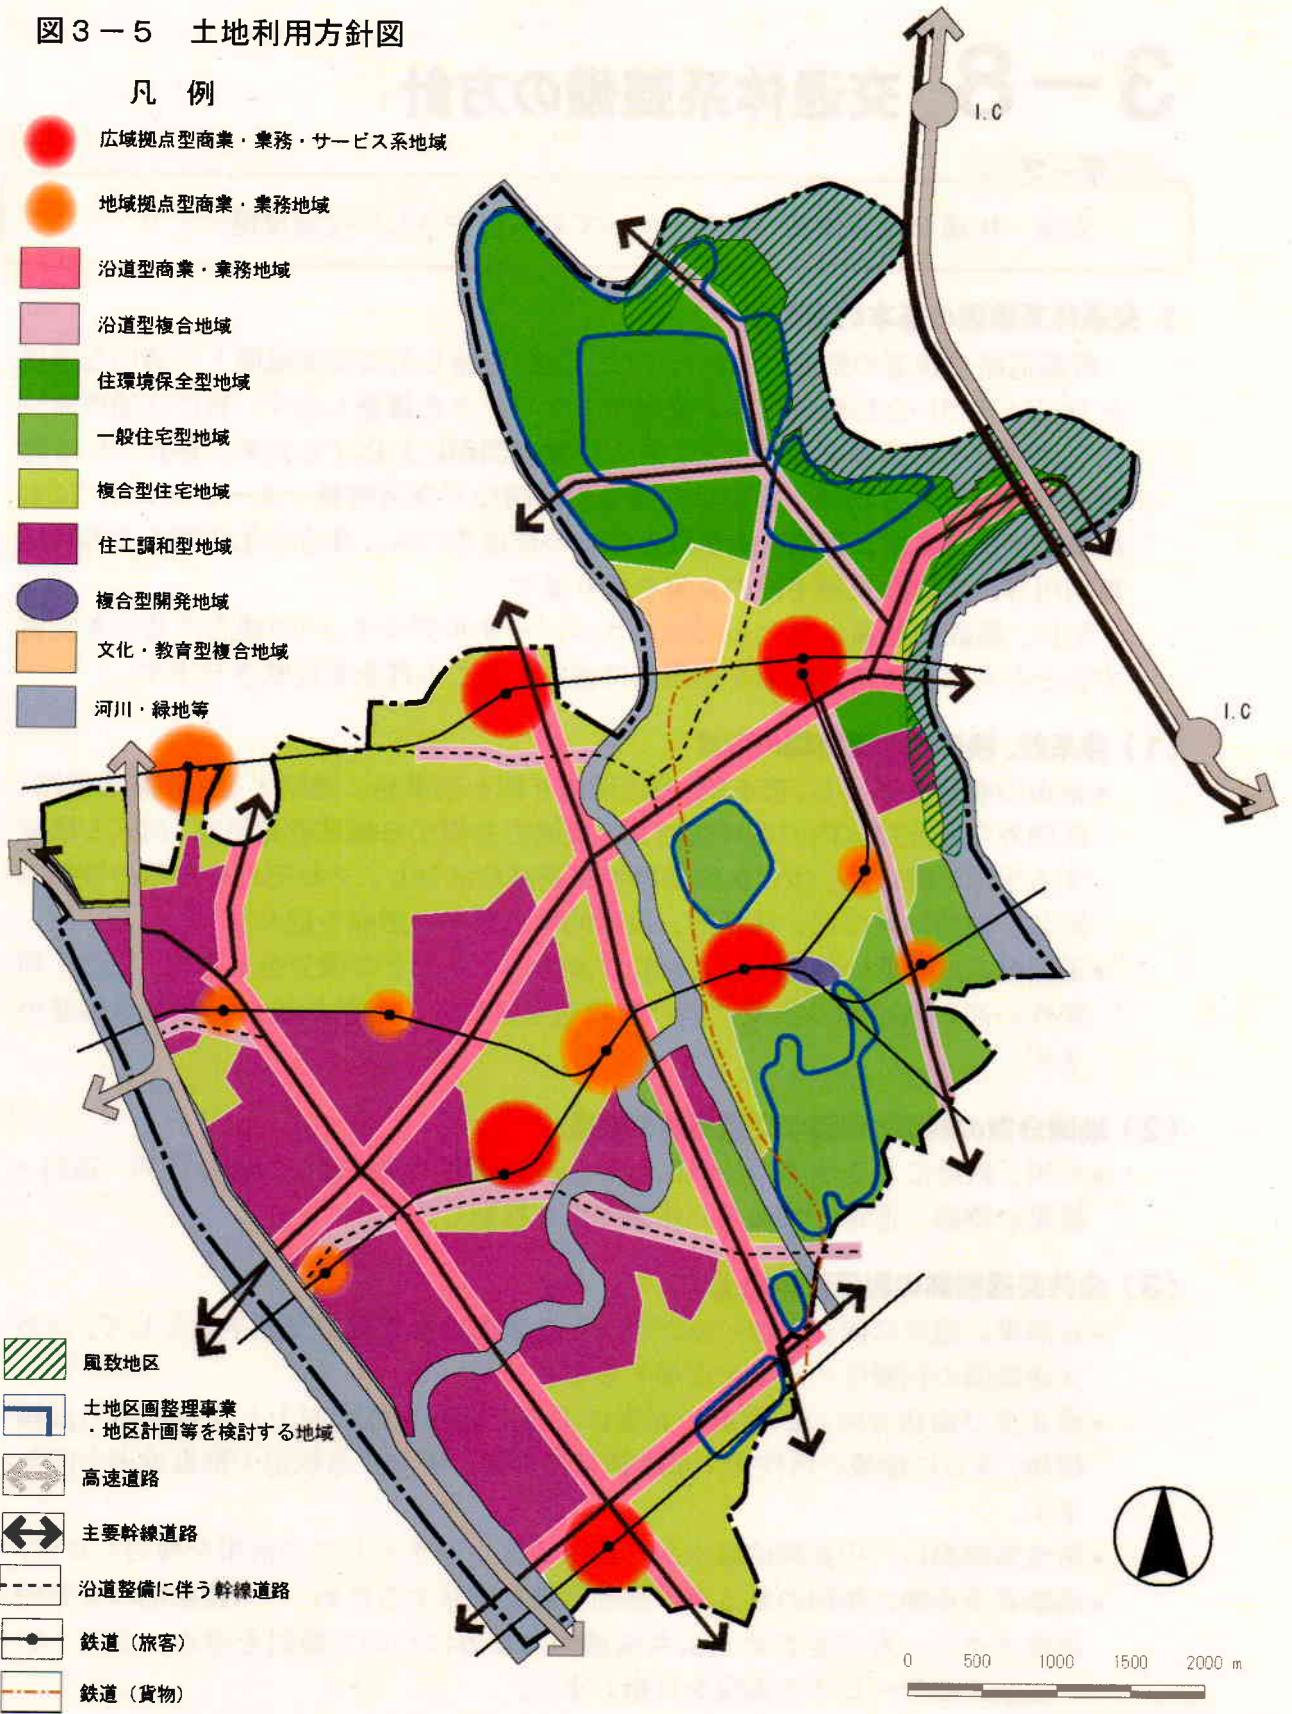 図3-5 土地利用方針図
凡 例
広域拠点型商業・業務・サービス系地域
地域拠点型商業・業務地域
沿道型商業・業務地域
沿道型複合地域
住環境保全型地域
一般住宅型地域
複合型住宅地域
住工調和型地域
複合型開発地域
文化・教育型複合地域
河川・緑地等
I.C
I.C
風致地区
土地区画整理事業
・地区計画等を検討する地域
高速道路
主要幹線道路
沿道整備に伴う幹線道路
鉄道(旅客)
鉄道(貨物)
0 500 1000 1500 2000 m